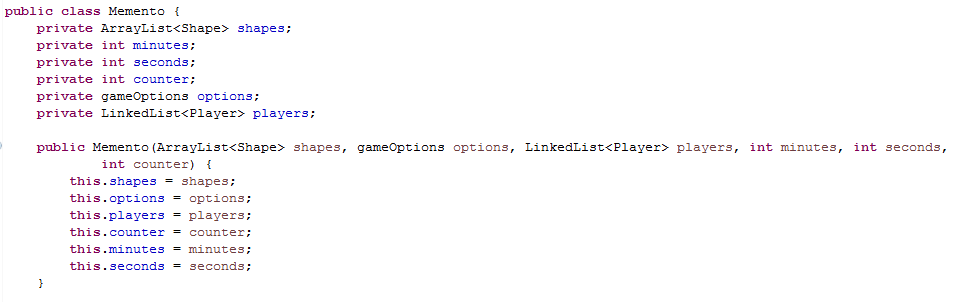 public class Memento {
    private ArrayList<Shape> shapes;
    private int minutes;
    private int seconds;
    private int counter;
    private gameOptions options;
    private LinkedList<Player> players;

    public Memento(ArrayList<Shape> shapes, gameOptions options, LinkedList<Player> players, int minutes, int seconds,
            int counter) {
        this.shapes = shapes;
        this.options = options;
        this.players = players;
        this.counter = counter;
        this.minutes = minutes;
        this.seconds = seconds;
    }